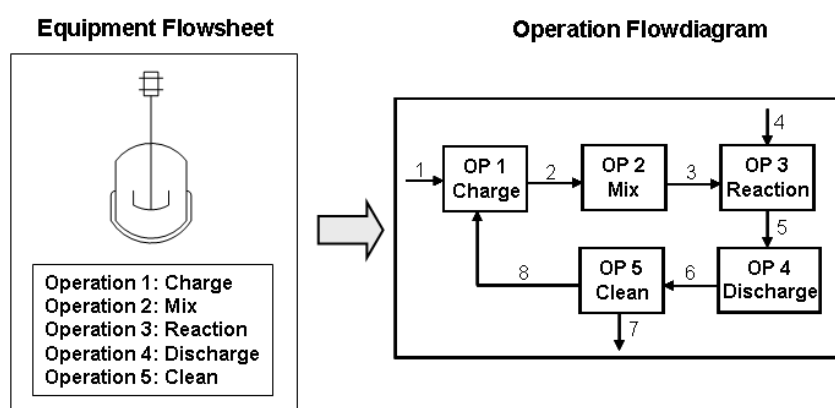 Equipment Flowsheet
Operation 1: Charge
Operation 2: Mix
Operation 3: Reaction
Operation 4: Discharge
Operation 5: Clean
Operation Flowdiagram
4
1
OP 1
Charge
2
OP 2
Mix
3
OP 3
Reaction
5
8
OP 5
Clean
6
OP 4
Discharge
7